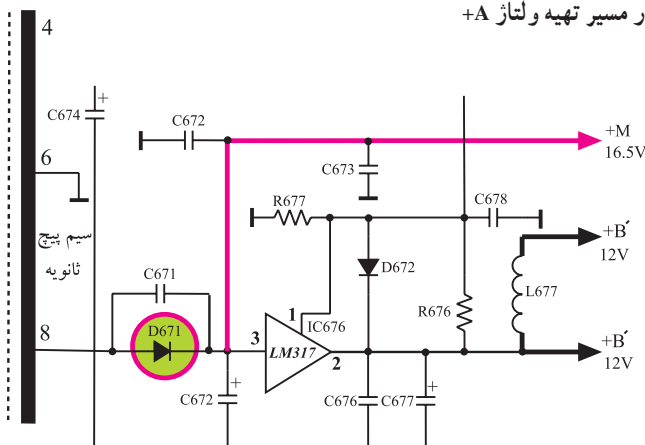 ر مسیر تهیه ولتاژ A+
4
C674
+
C672
+M
16.5V
6
C673
R677
C678
سیم پیچ
ثانویه
+B´
12V
C671
D672
1
IC676
R676
L677
8
D671
3
LM317
2
+B´
12V
C672
+
C676
C677
+